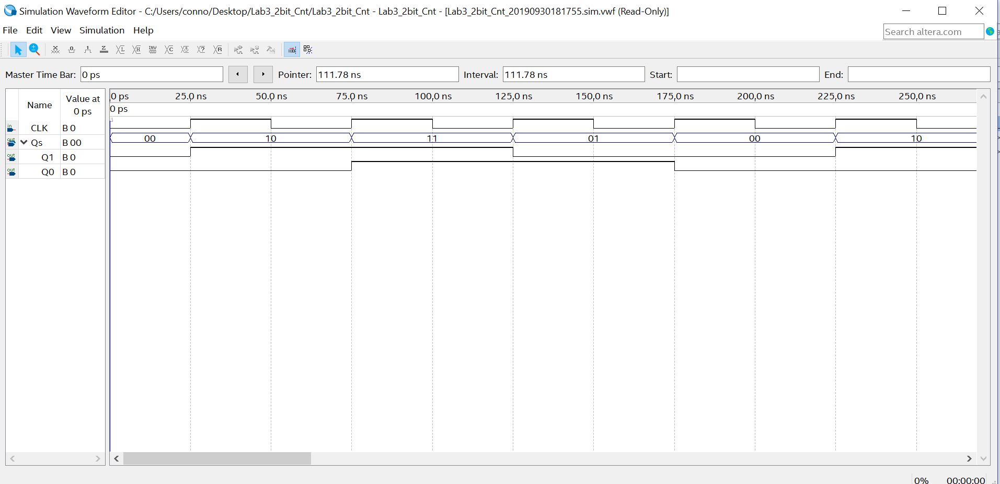 Simulation Waveform Editor - C:/Users/conno/Desktop/Lab3_2bit_Cnt/Lab3_2bit_Cnt - Lab3_2bit_Cnt - [Lab3_2bit_Cnt_20190930181755.sim.vwf (Read-Only)]
File Edit View Simulation Help
Search altera.com
Master Time Bar: 0 ps Pointer: 111.78 ns Interval: 111.78 ns Start: End:
Name Value at 0 ps
0 ps 25.0 ns 50.0 ns 75.0 ns 100.0 ns 125.0 ns 150.0 ns 175.0 ns 200.0 ns 225.0 ns 250.0 ns
0 ps
in CLK B 0
out Qs B 00 00 10 11 01 00 10
out Q1 B 0
out Q0 B 0
0% 00:00:00